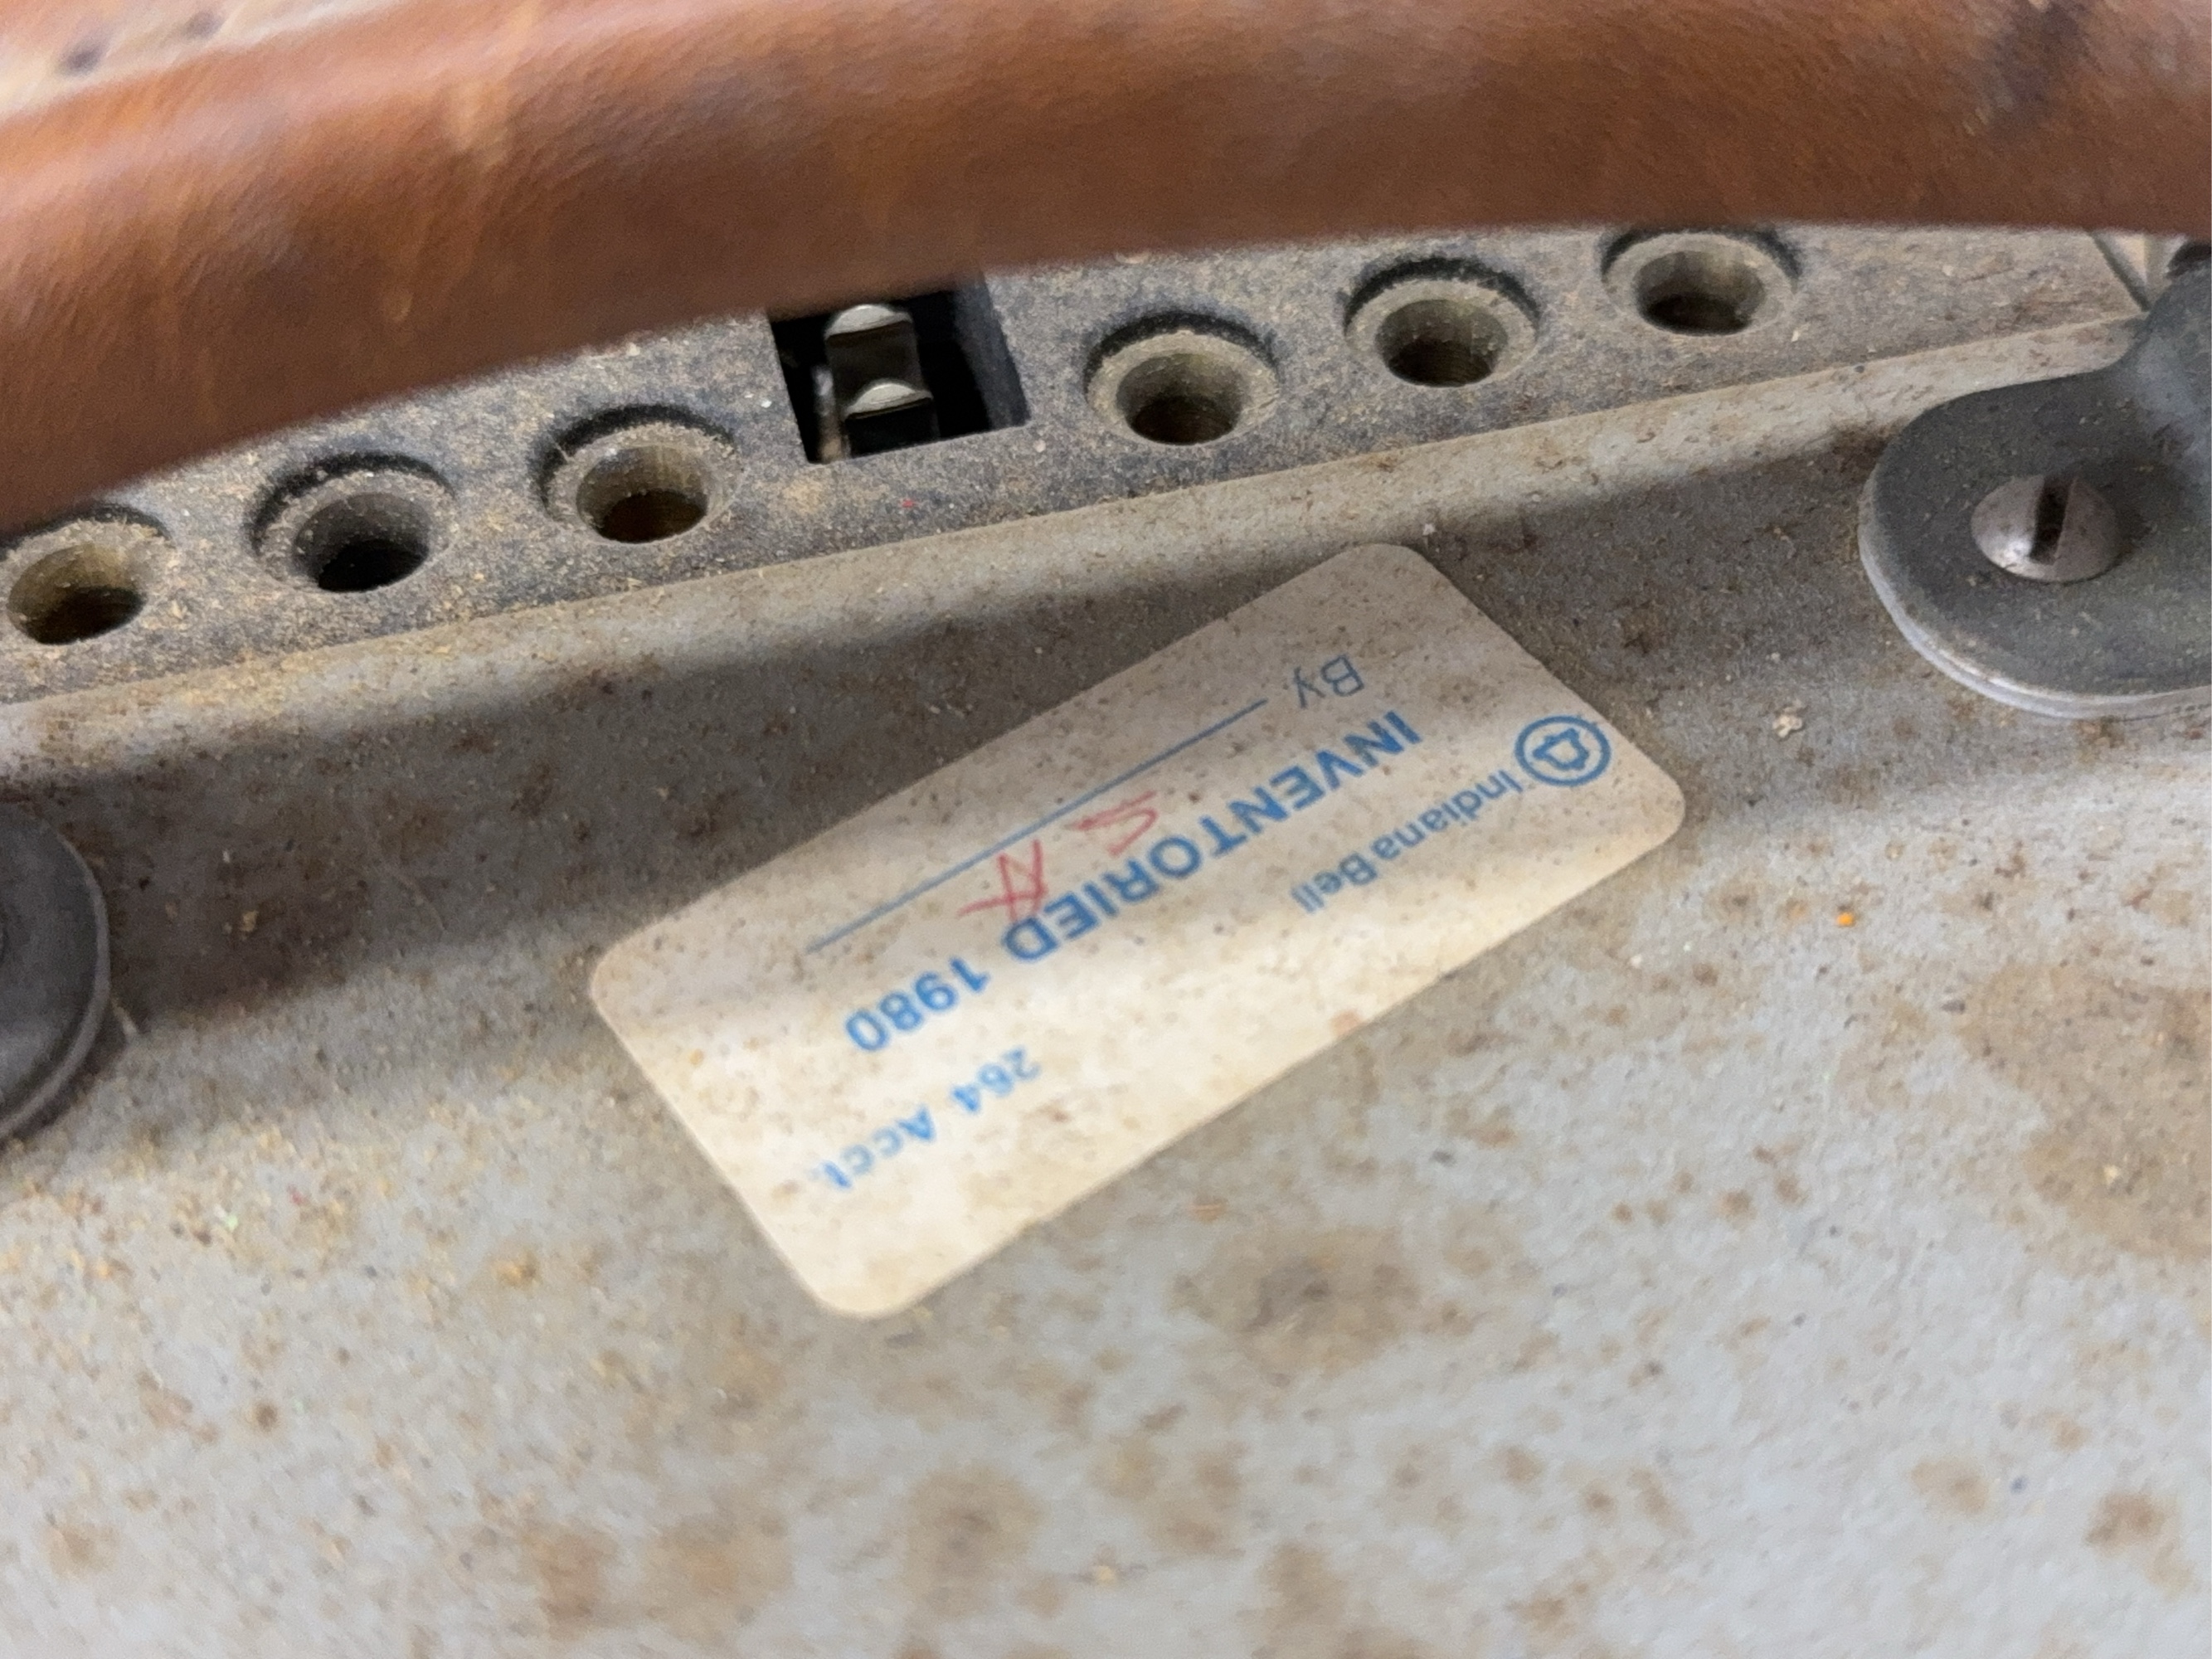 Indiana Bell
264 Acct.
INVENTORIED 1980
By.